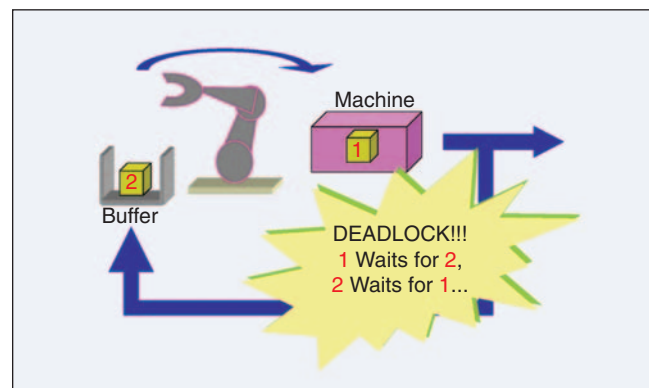 Machine
1
2
Buffer
DEADLOCK!!!
1 Waits for 2,
2 Waits for 1...